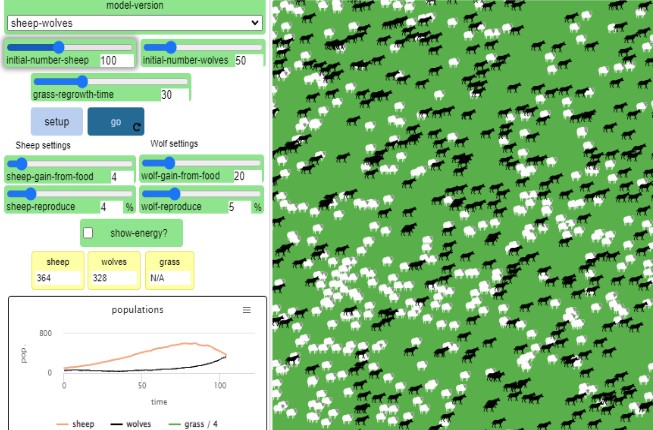 model-version
sheep-wolves
initial-number-sheep 100
initial-number-wolves 50
grass-regrowth-time 30
setup
go
Sheep settings
Wolf settings
sheep-gain-from-food 4
wolf-gain-from-food 20
sheep-reproduce 4 %
wolf-reproduce 5 %
show-energy?
sheep
364
wolves
328
grass
N/A
populations
pop.
800
0
0
50
100
time
sheep
wolves
grass / 4